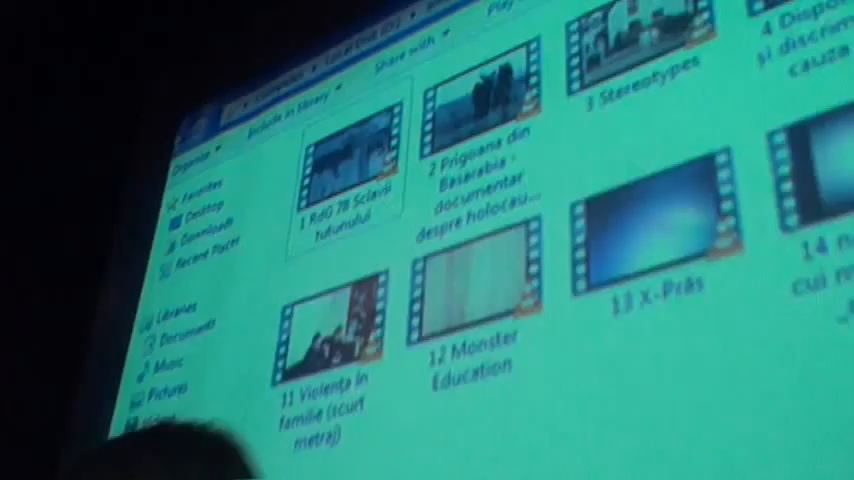 Play
Share with
Include in library
Organize
Favorites
Desktop
Downloads
Recent Places
Libraries
Documents
Music
Pictures
1 RdG 78 Sclavii
tutunului
2 Prigoana din
Basarabia -
documentar
despre holocau...
3 Stereotypes
4 Dispo
și discrim
cauza
11 Violența în
familie (scurt
metraj)
12 Monster
Education
13 X-Prâs
14 n
cui